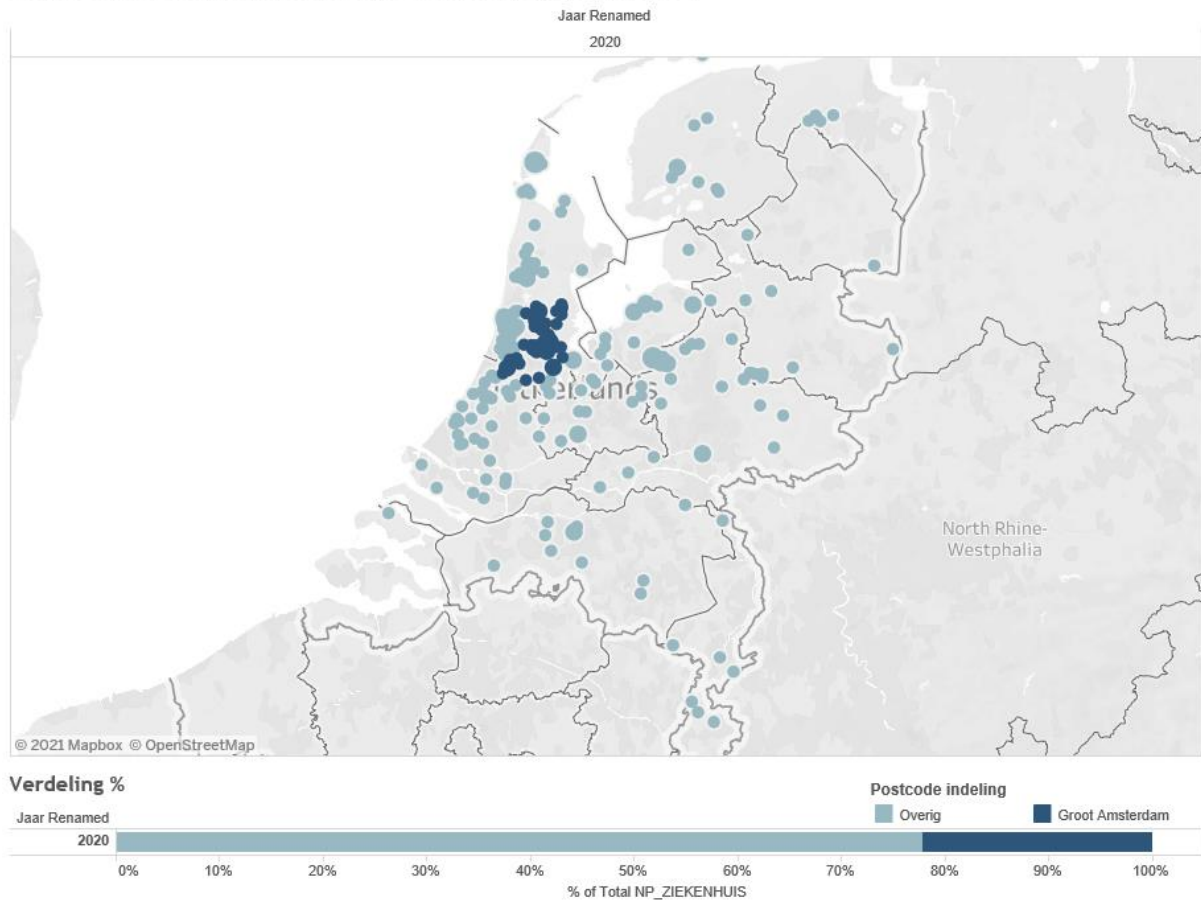 Jaar Renamed
2020
North Rhine-
Westphalia
© 2021 Mapbox © OpenStreetMap
Verdeling %
Postcode indeling
Jaar Renamed
Overig
Groot Amsterdam
2020
0%
10%
20%
30%
40%
50%
60%
70%
80%
90%
100%
% of Total NP_ZIEKENHUIS